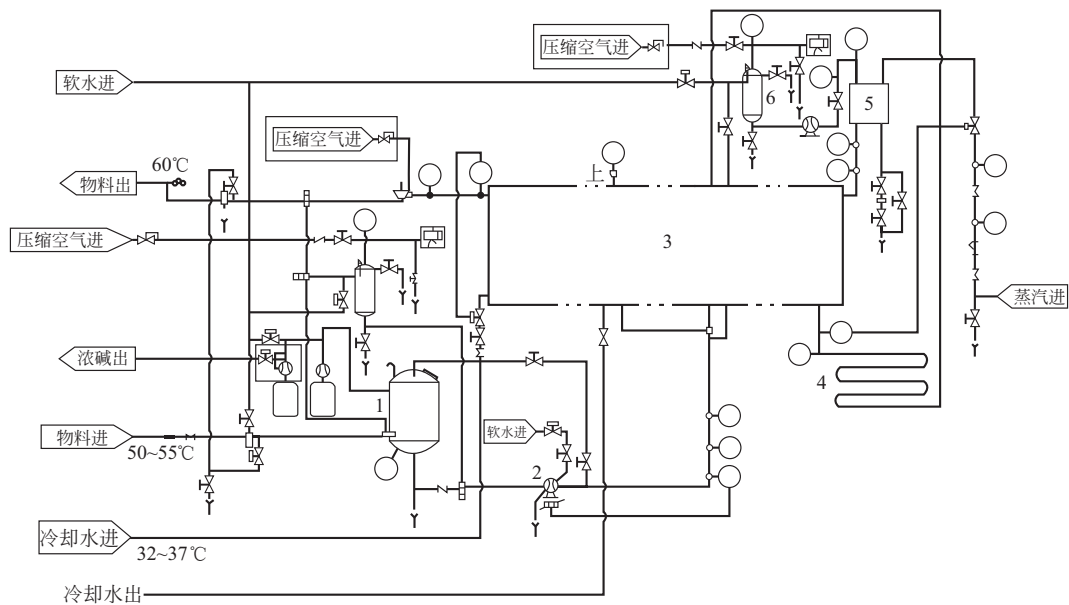 压缩空气进
软水进
6
5
压缩空气进
60℃
物料出
上
压缩空气进
3
蒸汽进
浓碱出
4
1
物料进
50~55℃
软水进
2
冷却水进
32~37℃
冷却水出